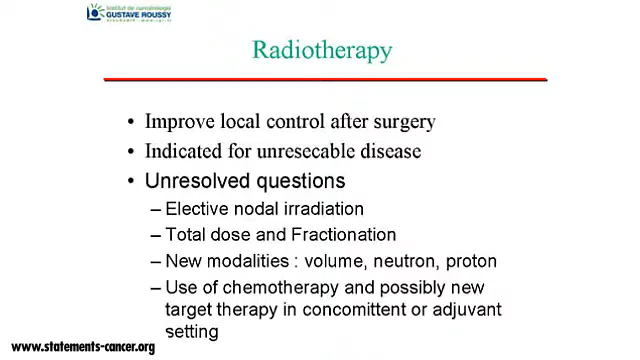 Institut de cancérologie
GUSTAVE ROUSSY
Radiotherapy
• Improve local control after surgery
• Indicated for unresecable disease
• Unresolved questions
– Elective nodal irradiation
– Total dose and Fractionation
– New modalities : volume, neutron, proton
– Use of chemotherapy and possibly new
target therapy in concomittent or adjuvant
setting
www.statements-cancer.org